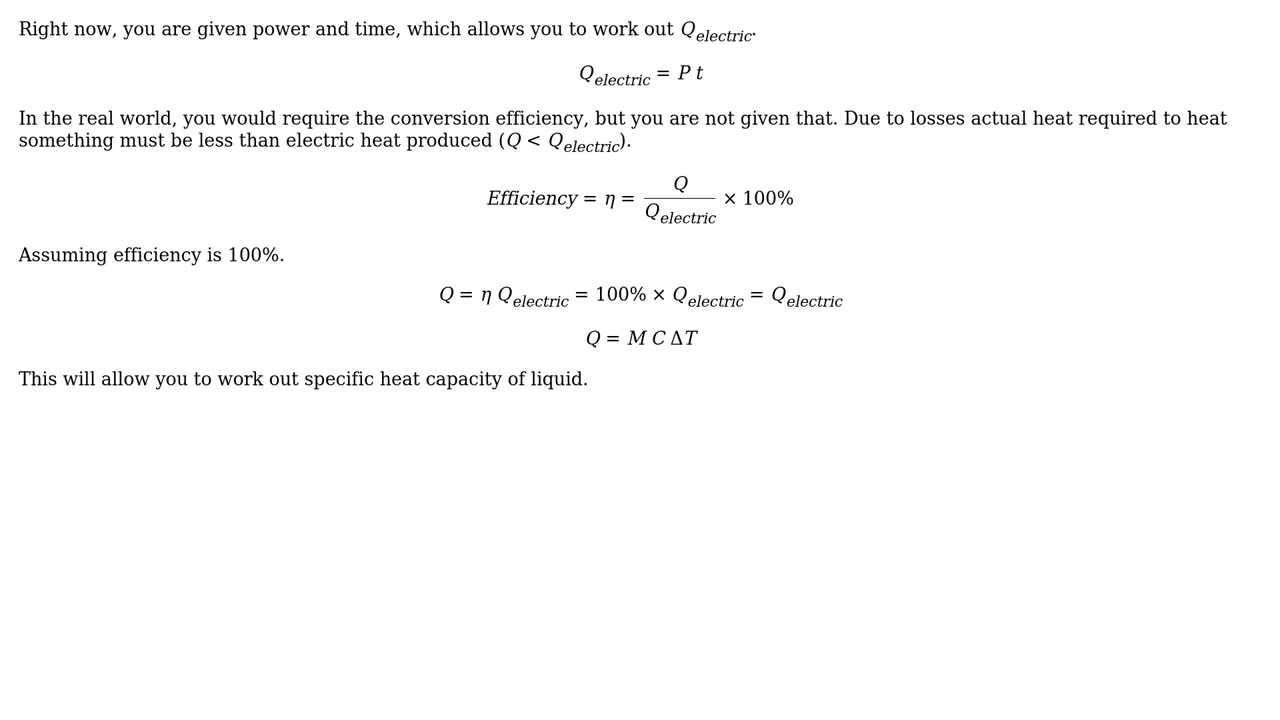 Right now, you are given power and time, which allows you to work out Q_electric.
Q_electric = P t
In the real world, you would require the conversion efficiency, but you are not given that. Due to losses actual heat required to heat
something must be less than electric heat produced (Q < Q_electric).
Efficiency = η = Q / Q_electric × 100%
Assuming efficiency is 100%.
Q = η Q_electric = 100% × Q_electric = Q_electric
Q = M C ΔT
This will allow you to work out specific heat capacity of liquid.